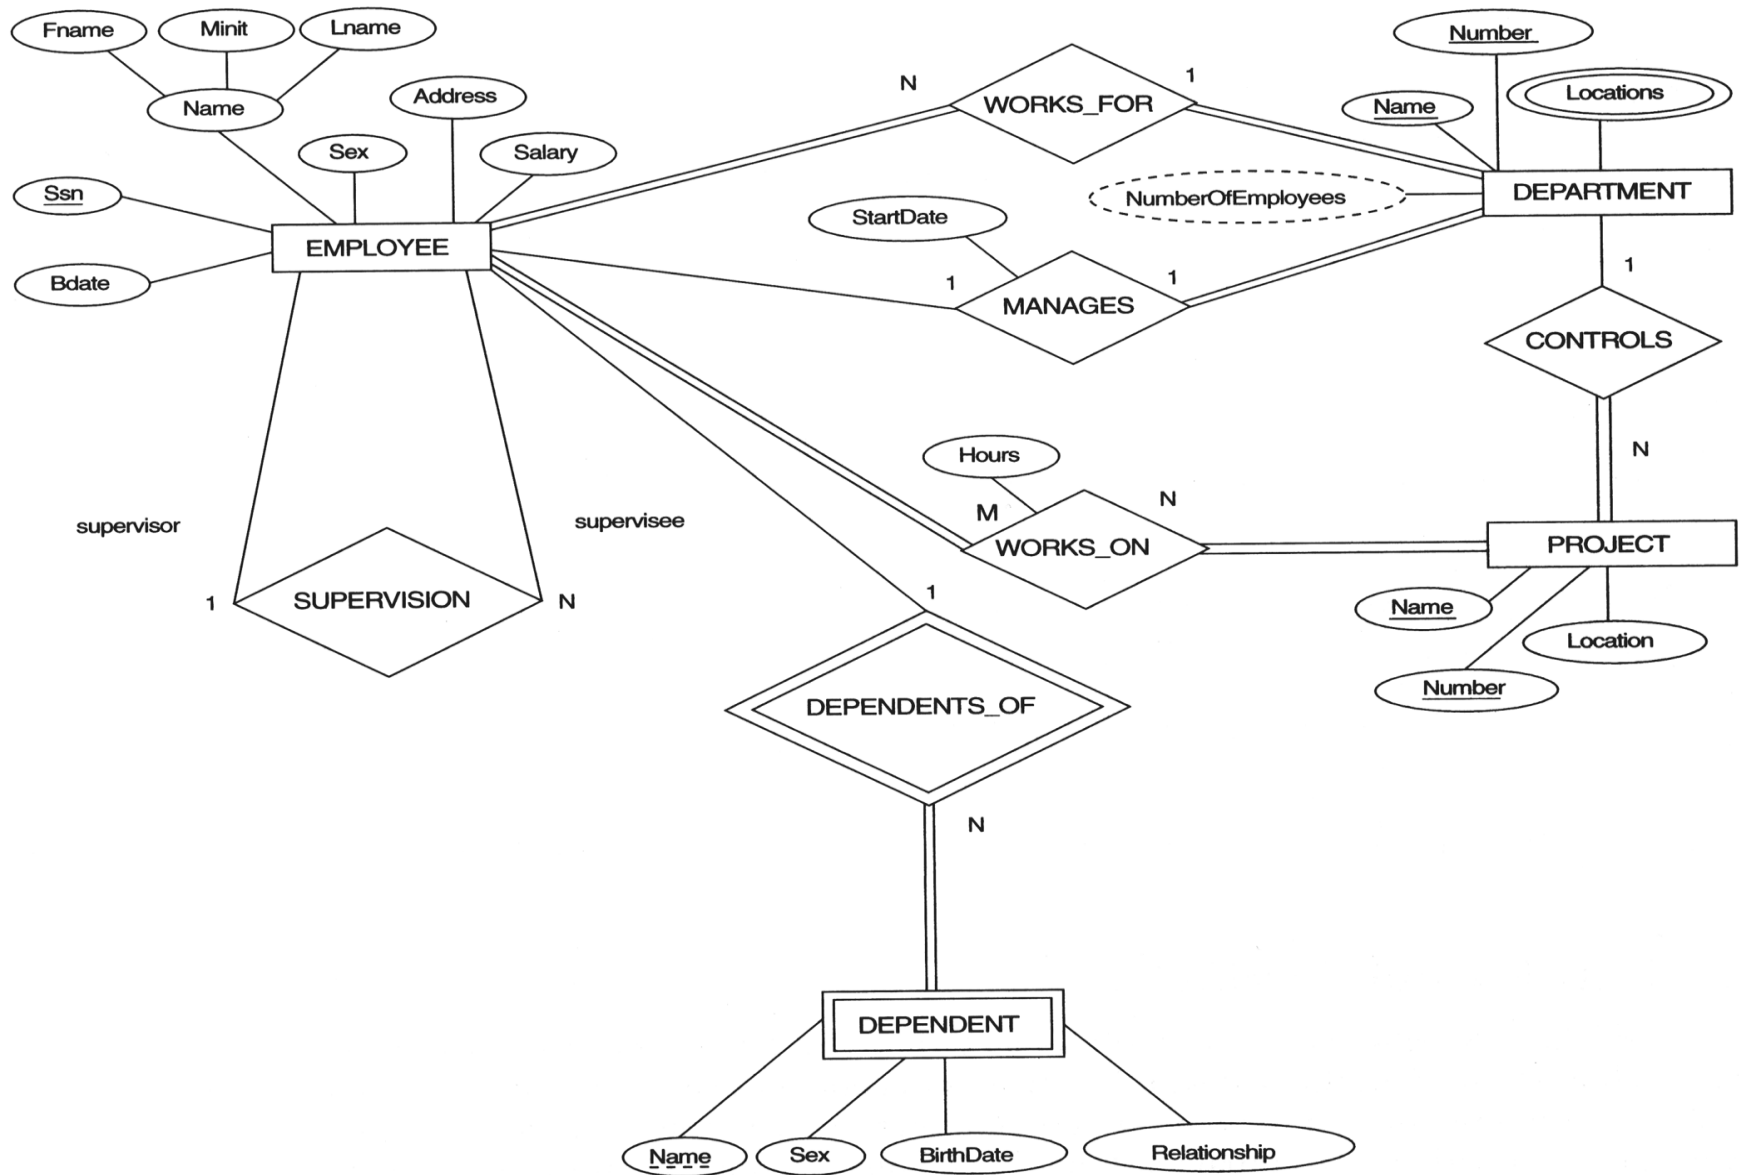 Fname
Minit
Lname
Number
Name
Address
Locations
Name
Sex
Salary
N
WORKS_FOR
1
Ssn
NumberOfEmployees
DEPARTMENT
StartDate
EMPLOYEE
Bdate
1
MANAGES
1
1
CONTROLS
N
Hours
M
N
supervisor
supervisee
WORKS_ON
PROJECT
1
SUPERVISION
N
1
Name
Location
Number
DEPENDENTS_OF
N
DEPENDENT
Name
Sex
BirthDate
Relationship